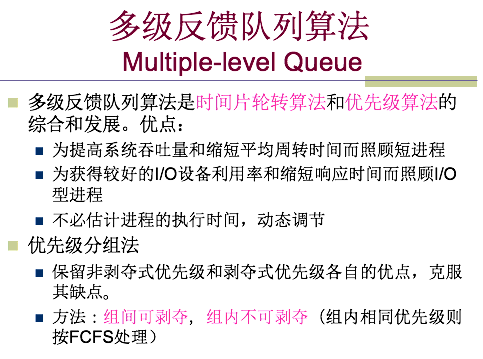 多级反馈队列算法
Multiple-level Queue
多级反馈队列算法是时间片轮转算法和优先级算法的
综合和发展。优点：
为提高系统吞吐量和缩短平均周转时间而照顾短进程
为获得较好的I/O设备利用率和缩短响应时间而照顾I/O
型进程
不必估计进程的执行时间，动态调节
优先级分组法
保留非剥夺式优先级和剥夺式优先级各自的优点，克服
其缺点。
方法：组间可剥夺，组内不可剥夺（组内相同优先级则
按FCFS处理）